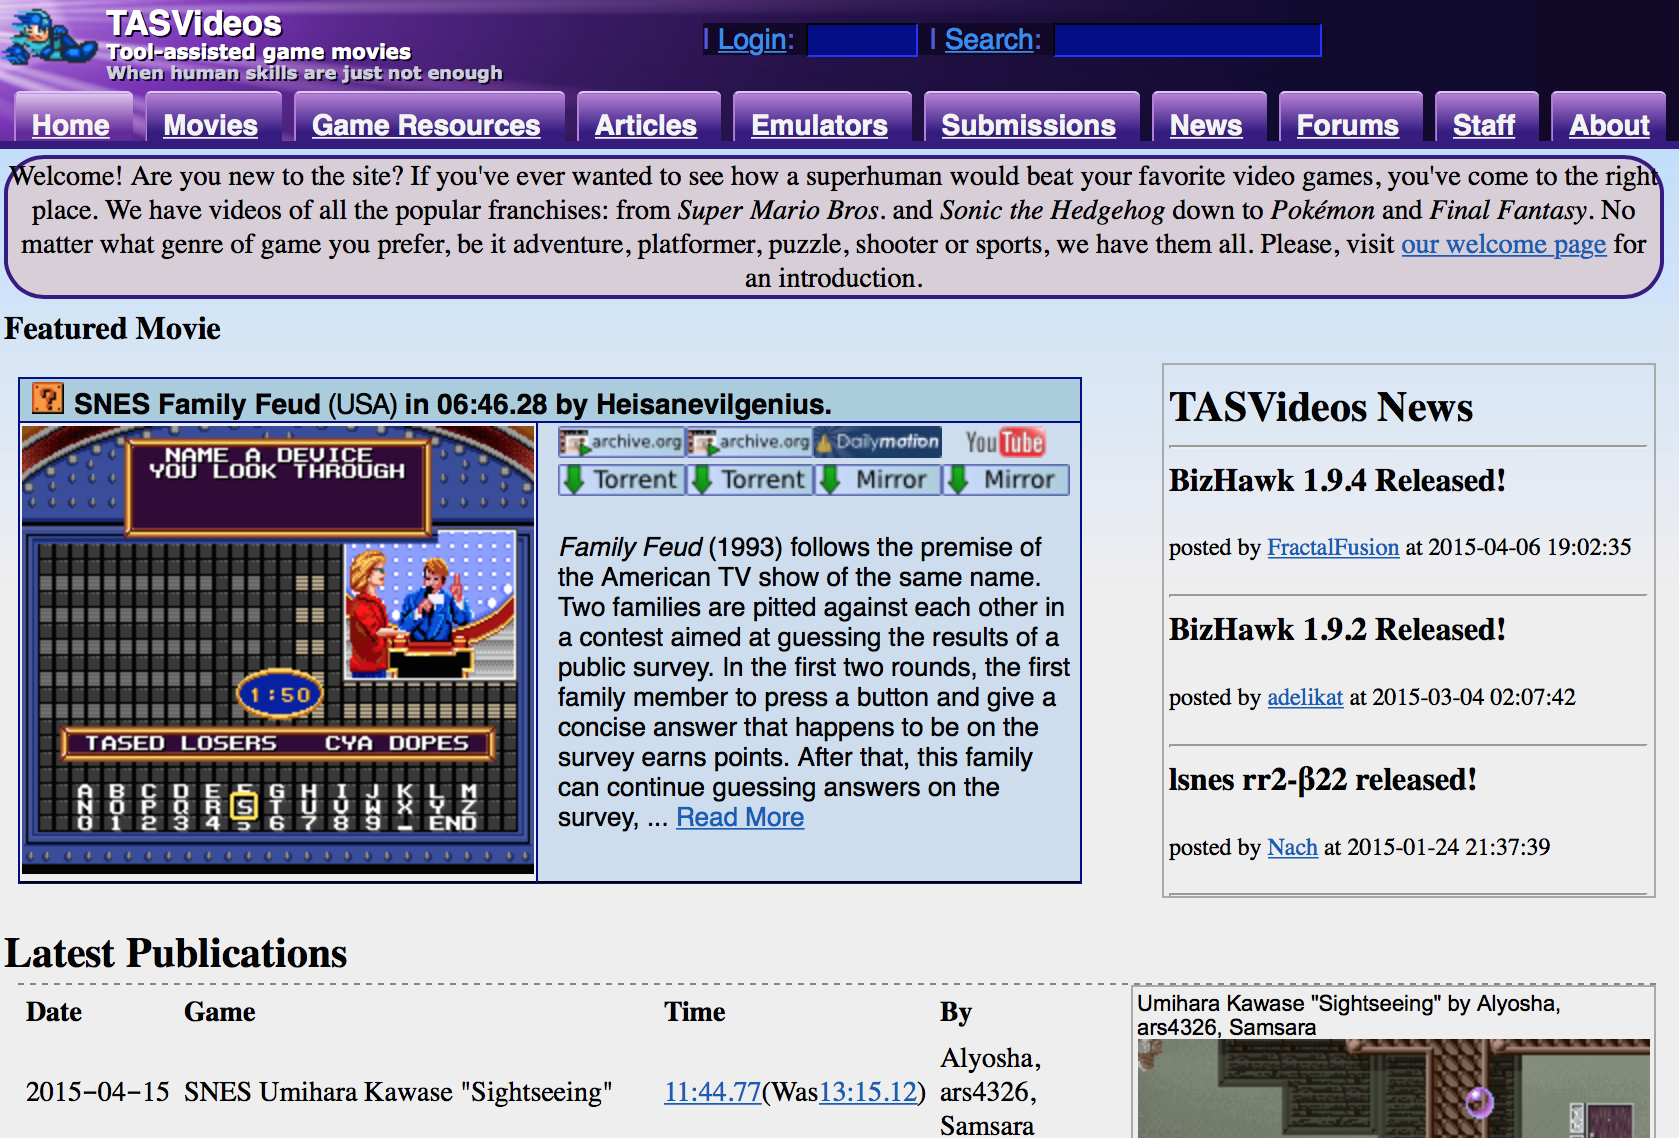 TASVideos
Tool-assisted game movies
When human skills are just not enough
| Login: | Search:
Home Movies Game Resources Articles Emulators Submissions News Forums Staff About
Welcome! Are you new to the site? If you've ever wanted to see how a superhuman would beat your favorite video games, you've come to the right
place. We have videos of all the popular franchises: from Super Mario Bros. and Sonic the Hedgehog down to Pokémon and Final Fantasy. No
matter what genre of game you prefer, be it adventure, platformer, puzzle, shooter or sports, we have them all. Please, visit our welcome page for
an introduction.
Featured Movie
SNES Family Feud (USA) in 06:46.28 by Heisanevilgenius.
NAME A DEVICE
YOU LOOK THROUGH
1:50
TASED LOSERS CYA DOPES
A B C D E F G H I J K L M
N O P Q R S T U V W X Y Z
0 1 2 3 4 5 6 7 8 9 _ END
archive.org archive.org Dailymotion YouTube
Torrent Torrent Mirror Mirror
Family Feud (1993) follows the premise of
the American TV show of the same name.
Two families are pitted against each other in
a contest aimed at guessing the results of a
public survey. In the first two rounds, the first
family member to press a button and give a
concise answer that happens to be on the
survey earns points. After that, this family
can continue guessing answers on the
survey, ... Read More
TASVideos News
BizHawk 1.9.4 Released!
posted by FractalFusion at 2015-04-06 19:02:35
BizHawk 1.9.2 Released!
posted by adelikat at 2015-03-04 02:07:42
lsnes rr2-β22 released!
posted by Nach at 2015-01-24 21:37:39
Latest Publications
Date Game Time By
2015-04-15 SNES Umihara Kawase "Sightseeing" 11:44.77(Was13:15.12) Alyosha,
ars4326,
Samsara
Umihara Kawase "Sightseeing" by Alyosha,
ars4326, Samsara